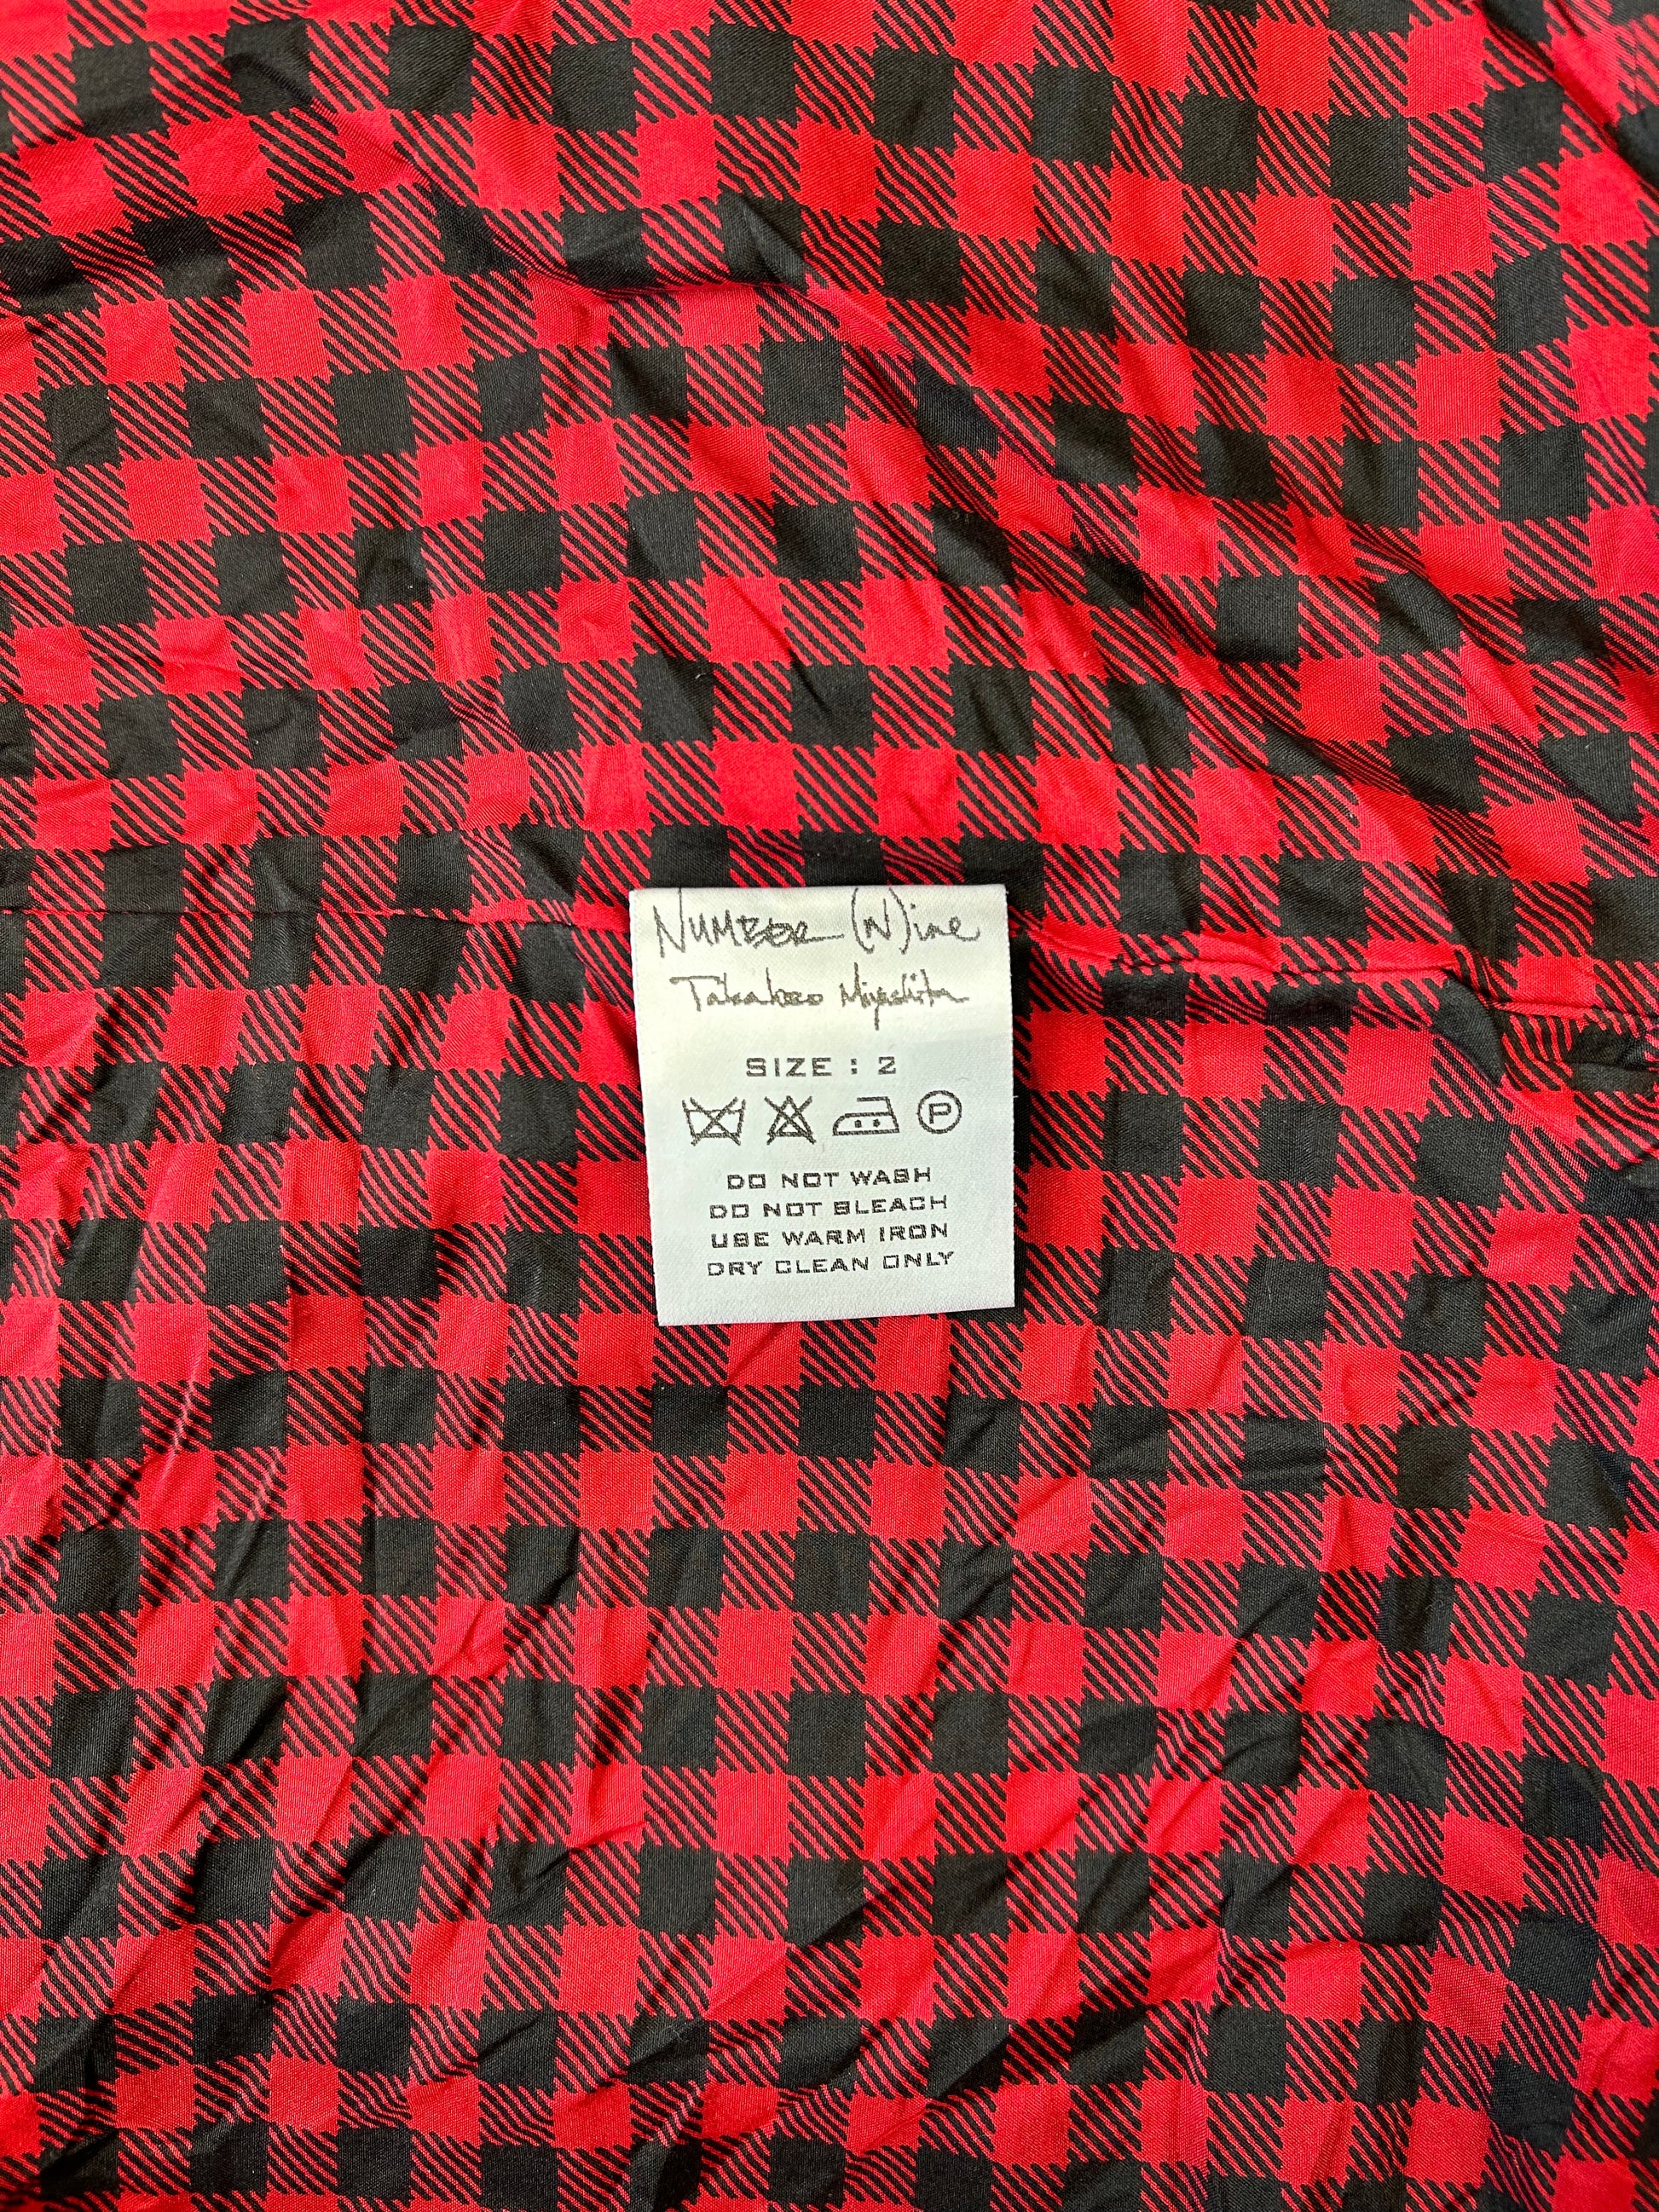 NUMBER (N)ine
Takahiro Miyashita
SIZE : 2
P
DO NOT WASH
DO NOT BLEACH
USE WARM IRON
DRY CLEAN ONLY